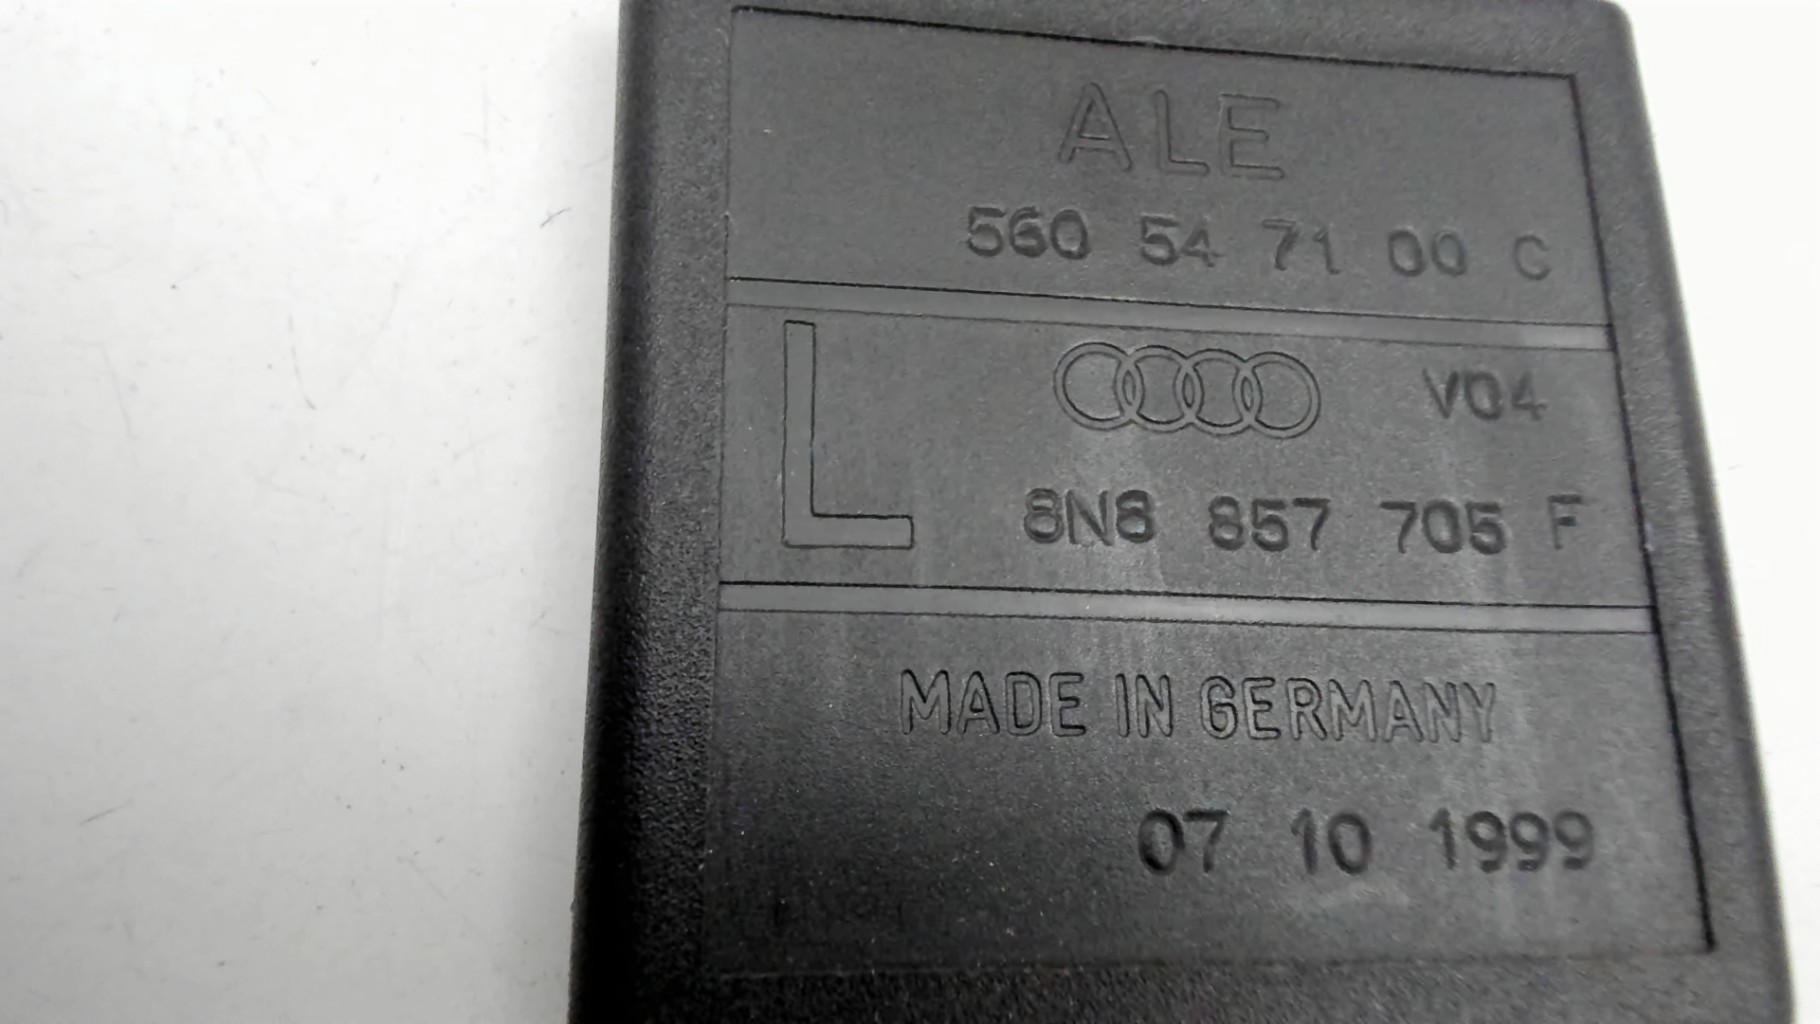 ALE
560 54 71 00 C
L
V04
8N8 857 705 F
MADE IN GERMANY
07 10 1999